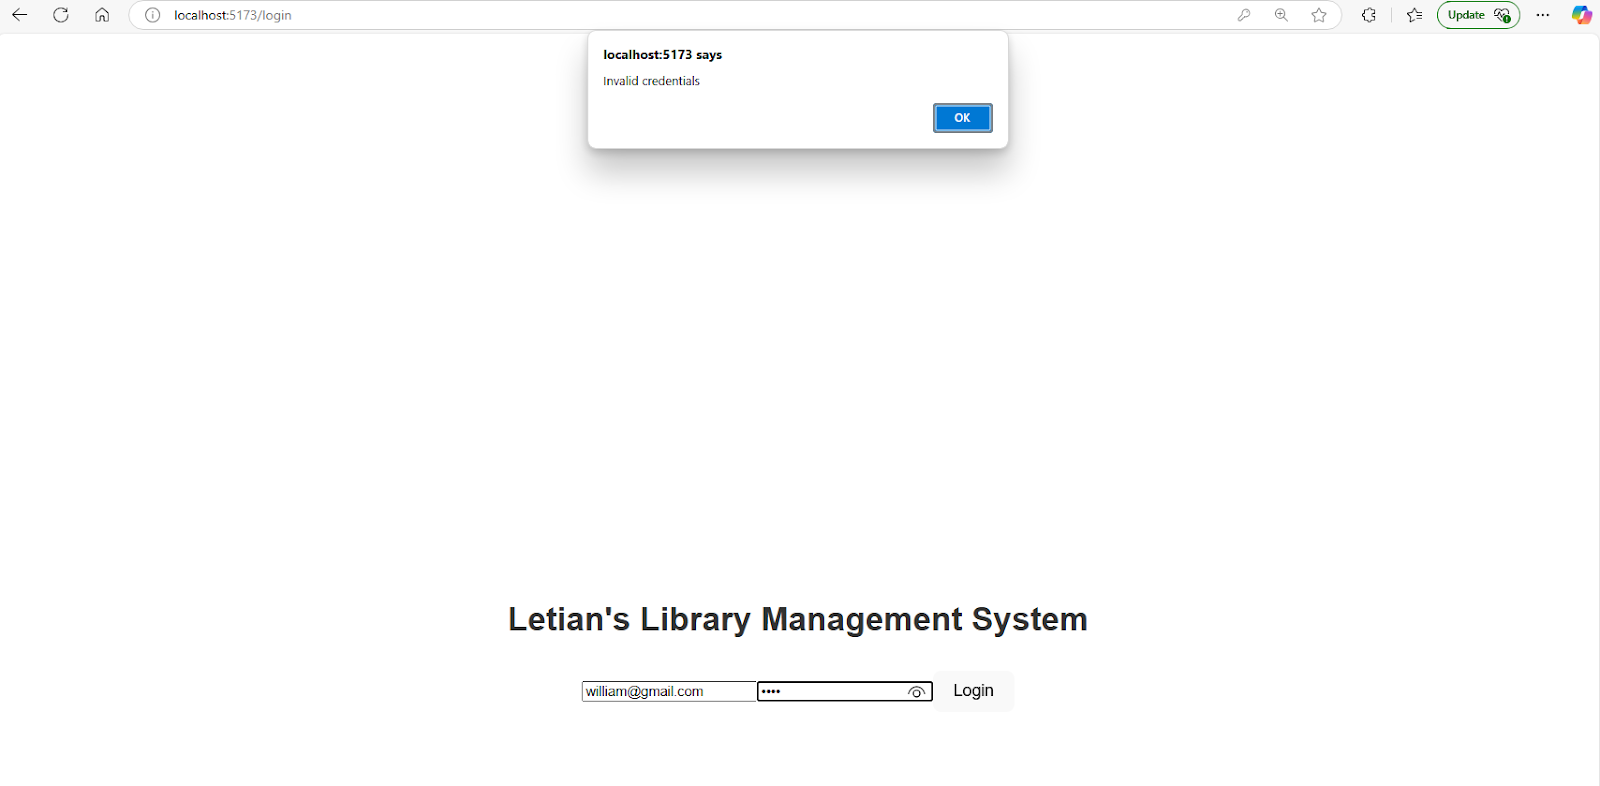 localhost:5173/login
Update
localhost:5173 says
Invalid credentials
OK
Letian's Library Management System
william@gmail.com
••••
Login